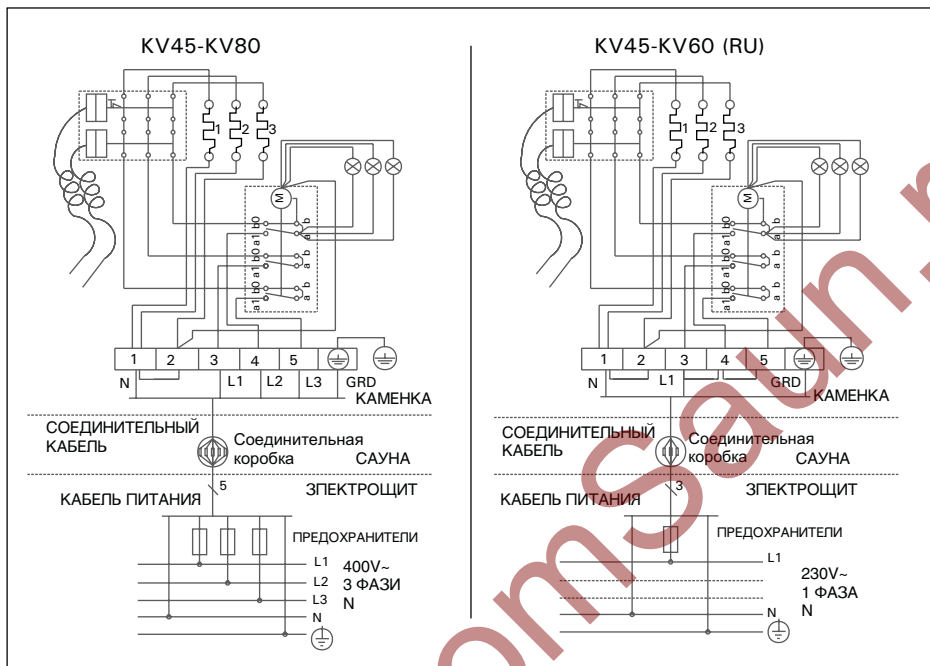 KV45-KV80
1
2
3
M
b0
b
a1
a
b0
b
a1
a
b0
b
a1
a
1 2 3 4 5
N L1 L2 L3 GRD
КАМЕНКА
СОЕДИНИТЕЛЬНЫЙ
КАБЕЛЬ
Соединительная
коробка
САУНА
КАБЕЛЬ ПИТАНИЯ
5
ЗПЕКТРОЩИТ
ПРЕДОХРАНИТЕЛИ
L1
L2
L3
N
400V~
3 ФАЗИ
N
KV45-KV60 (RU)
1
2
3
M
b0
b
a1
a
b0
b
a1
a
b0
b
a1
a
1 2 3 4 5
N L1 GRD
КАМЕНКА
СОЕДИНИТЕЛЬНЫЙ
КАБЕЛЬ
Соединительная
коробка
САУНА
КАБЕЛЬ ПИТАНИЯ
3
ЗПЕКТРОЩИТ
ПРЕДОХРАНИТЕЛИ
L1
N
230V~
1 ФАЗА
N
omSaun.